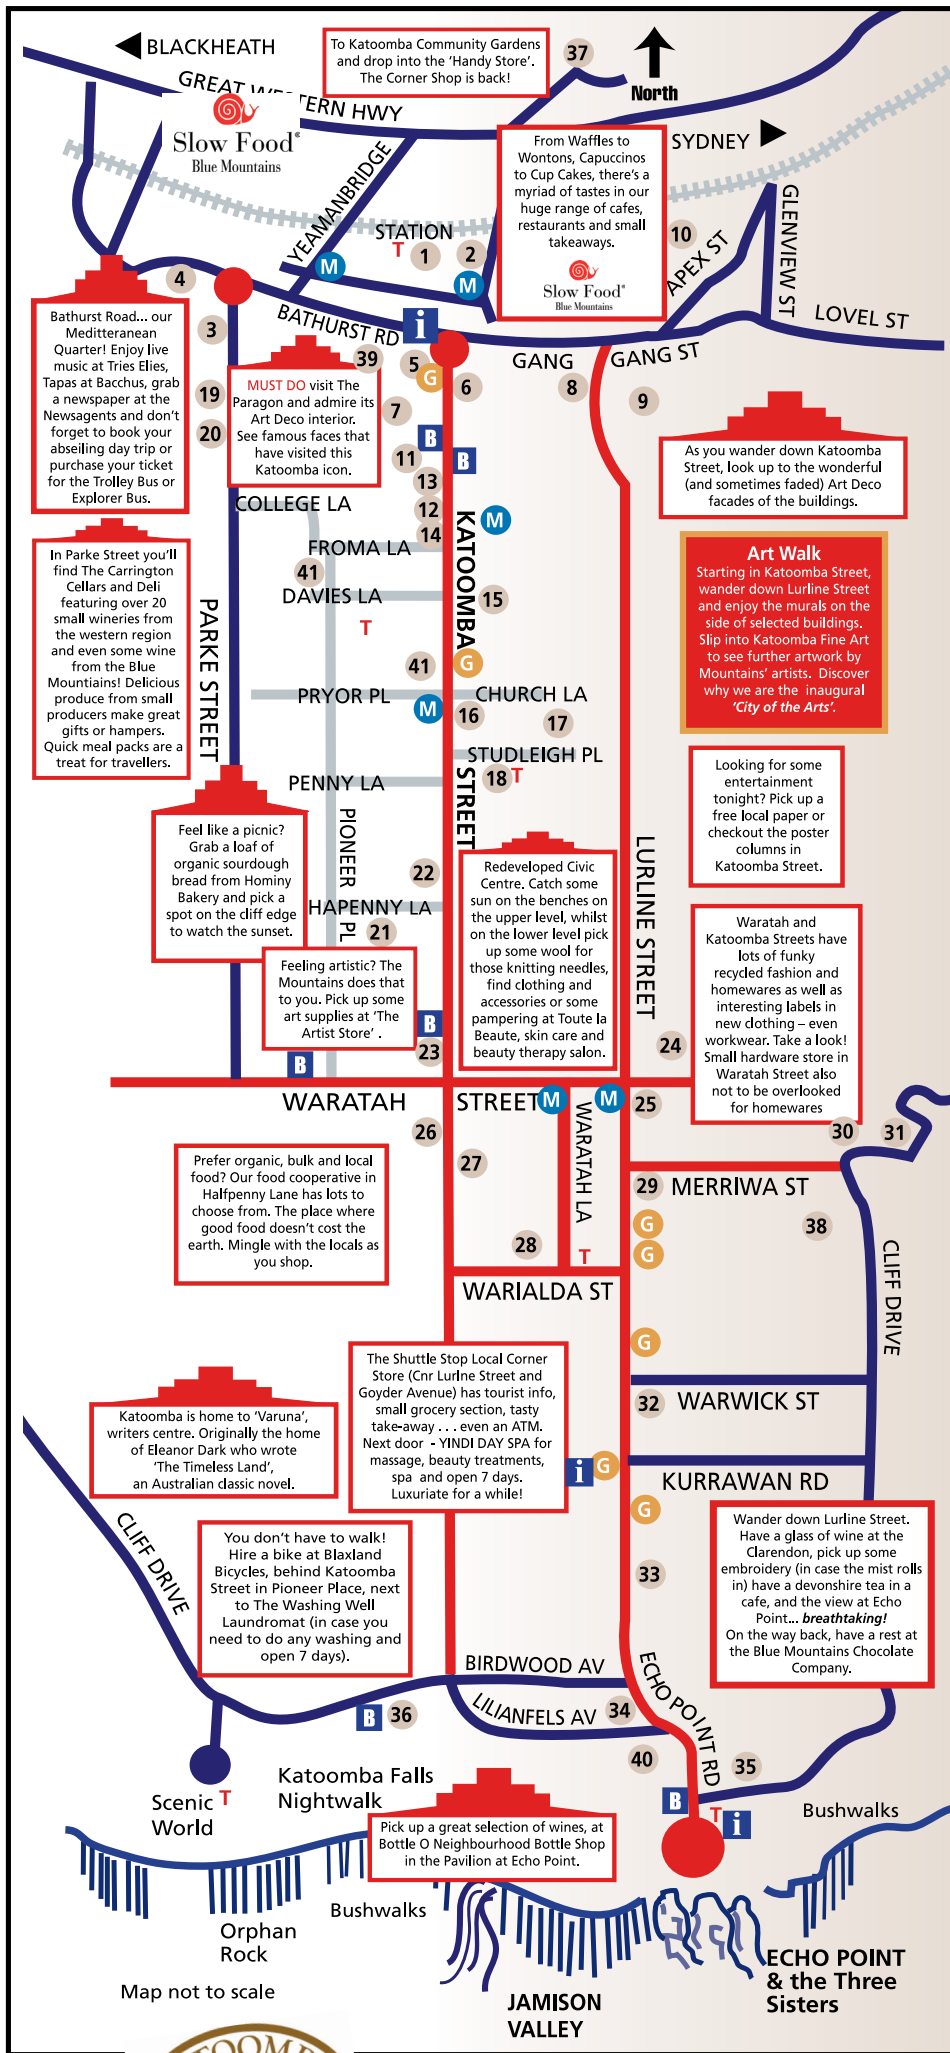 BLACKHEATH
To Katoomba Community Gardens
and drop into the 'Handy Store'.
The Corner Shop is back!
37
North
GREAT WESTERN HWY
Slow Food®
Blue Mountains
SYDNEY
From Waffles to
Wontons, Capuccinos
to Cup Cakes, there's a
myriad of tastes in our
huge range of cafes,
restaurants and small
takeaways.
Slow Food®
Blue Mountains
YEAMANBRIDGE
STATION
T
1
2
M
M
10
APEX ST
GLENVIEW ST
LOVEL ST
4
3
BATHURST RD
i
GANG
GANG ST
Bathurst Road... our
Meditteranean
Quarter! Enjoy live
music at Tries Elies,
Tapas at Bacchus, grab
a newspaper at the
Newsagents and don't
forget to book your
abseiling day trip or
purchase your ticket
for the Trolley Bus or
Explorer Bus.
19
20
39
5
G
6
7
8
9
MUST DO visit The
Paragon and admire its
Art Deco interior.
See famous faces that
have visited this
Katoomba icon.
B
B
11
13
12
14
M
As you wander down Katoomba
Street, look up to the wonderful
(and sometimes faded) Art Deco
facades of the buildings.
COLLEGE LA
FROMA LA
41
DAVIES LA
T
15
KATOOMBA
STREET
In Parke Street you'll
find The Carrington
Cellars and Deli
featuring over 20
small wineries from
the western region
and even some wine
from the Blue
Mountiains! Delicious
produce from small
producers make great
gifts or hampers.
Quick meal packs are a
treat for travellers.
PARKE STREET
Art Walk
Starting in Katoomba Street,
wander down Lurline Street
and enjoy the murals on the
side of selected buildings.
Slip into Katoomba Fine Art
to see further artwork by
Mountains' artists. Discover
why we are the inaugural
'City of the Arts'.
41
G
PRYOR PL
CHURCH LA
M
16
17
STUDLEIGH PL
18
T
PENNY LA
PIONEER
PL
Looking for some
entertainment
tonight? Pick up a
free local paper or
checkout the poster
columns in
Katoomba Street.
Feel like a picnic?
Grab a loaf of
organic sourdough
bread from Hominy
Bakery and pick a
spot on the cliff edge
to watch the sunset.
22
HAPENNY LA
21
Redeveloped Civic
Centre. Catch some
sun on the benches on
the upper level, whilst
on the lower level pick
up some wool for
those knitting needles,
find clothing and
accessories or some
pampering at Toute la
Beaute, skin care and
beauty therapy salon.
LURLINE STREET
Waratah and
Katoomba Streets have
lots of funky
recycled fashion and
homewares as well as
interesting labels in
new clothing – even
workwear. Take a look!
Small hardware store in
Waratah Street also
not to be overlooked
for homewares
Feeling artistic? The
Mountains does that
to you. Pick up some
art supplies at 'The
Artist Store' .
B
23
B
24
WARATAH
STREET
M
M
25
26
27
WARATAH LA
30
31
Prefer organic, bulk and local
food? Our food cooperative in
Halfpenny Lane has lots to
choose from. The place where
good food doesn't cost the
earth. Mingle with the locals as
you shop.
29
MERRIWA ST
G
G
38
28
T
WARIALDA ST
CLIFF DRIVE
G
The Shuttle Stop Local Corner
Store (Cnr Lurlne Street and
Goyder Avenue) has tourist info,
small grocery section, tasty
take-away . . . even an ATM.
Next door - YINDI DAY SPA for
massage, beauty treatments,
spa and open 7 days.
Luxuriate for a while!
32
WARWICK ST
Katoomba is home to 'Varuna',
writers centre. Originally the home
of Eleanor Dark who wrote
'The Timeless Land',
an Australian classic novel.
i
G
KURRAWAN RD
G
CLIFF DRIVE
You don't have to walk!
Hire a bike at Blaxland
Bicycles, behind Katoomba
Street in Pioneer Place, next
to The Washing Well
Laundromat (in case you
need to do any washing and
open 7 days).
33
Wander down Lurline Street.
Have a glass of wine at the
Clarendon, pick up some
embroidery (in case the mist rolls
in) have a devonshire tea in a
cafe, and the view at Echo
Point... breathtaking!
On the way back, have a rest at
the Blue Mountains Chocolate
Company.
BIRDWOOD AV
LILIANFELS AV
34
ECHO POINT RD
B
36
40
35
Scenic
World
T
Katoomba Falls
Nightwalk
B
T
i
Bushwalks
Pick up a great selection of wines, at
Bottle O Neighbourhood Bottle Shop
in the Pavilion at Echo Point.
Bushwalks
Orphan
Rock
ECHO POINT
& the Three
Sisters
Map not to scale
JAMISON
VALLEY